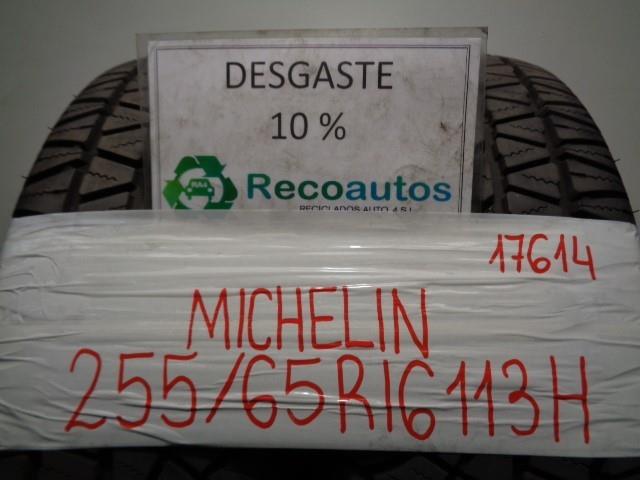 DESGASTE
10 %
Recoautos
RECICLADOS AUTO 4 S.L
17614
MICHELIN
255/65R16 113H